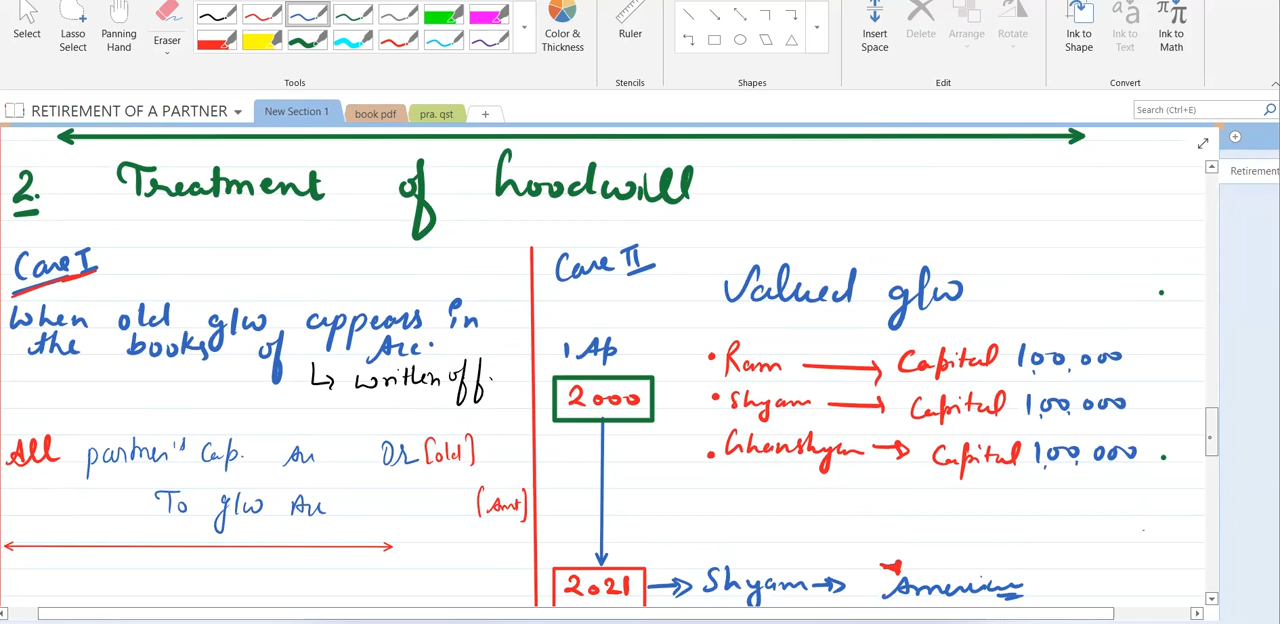 Select
Lasso Select
Panning Hand
Eraser
Color & Thickness
Ruler
Insert Space
Delete
Arrange
Rotate
Ink to Shape
Ink to Text
Ink to Math
Tools
Stencils
Shapes
Edit
Convert
RETIREMENT OF A PARTNER
New Section 1
book pdf
pra. qst
+
Search (Ctrl+E)
Retirement
2. Treatment of Goodwill
Case I
When old g/w appears in
the books of Acc.
↳ written off.
All partner's Cap. Acc Dr [old]
To g/w Acc [Amt]
Case II
Valued g/w
1 Ap
2000
• Ram → Capital 1,00,000
• Shyam → Capital 1,00,000
• Ghanshyam → Capital 1,00,000
2021 → Shyam → American